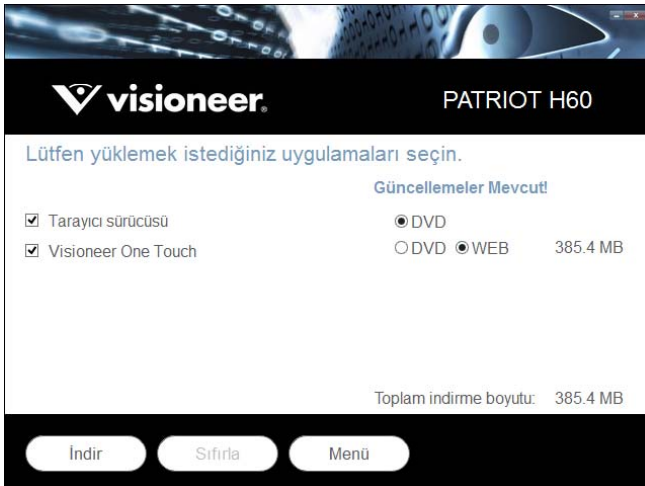 visioneer®
PATRIOT H60
Lütfen yüklemek istediğiniz uygulamaları seçin.
Güncellemeler Mevcut!
Tarayıcı sürücüsü DVD
Visioneer One Touch DVD WEB 385.4 MB
Toplam indirme boyutu: 385.4 MB
İndir Sıfırla Menü